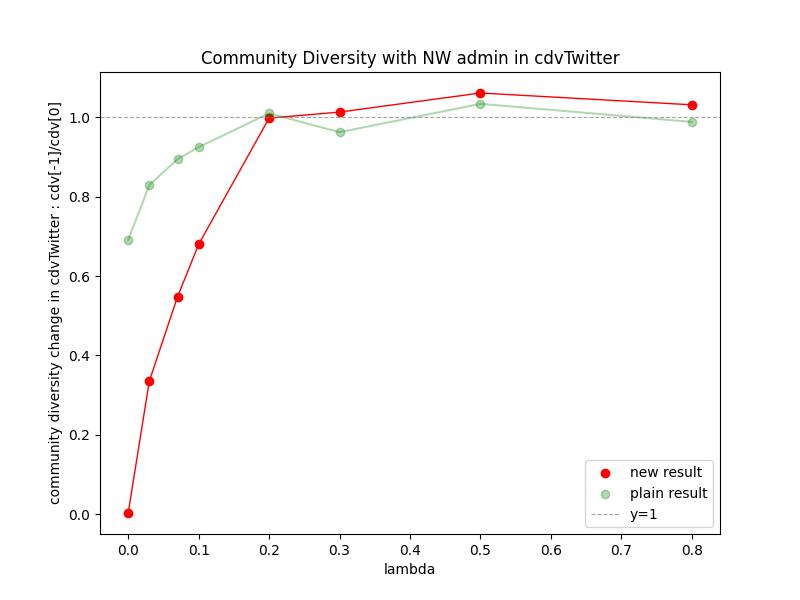 Community Diversity with NW admin in cdvTwitter
community diversity change in cdvTwitter : cdv[-1]/cdv[0]
1.0
0.8
0.6
0.4
0.2
0.0
new result
plain result
y=1
0.0 0.1 0.2 0.3 0.4 0.5 0.6 0.7 0.8
lambda